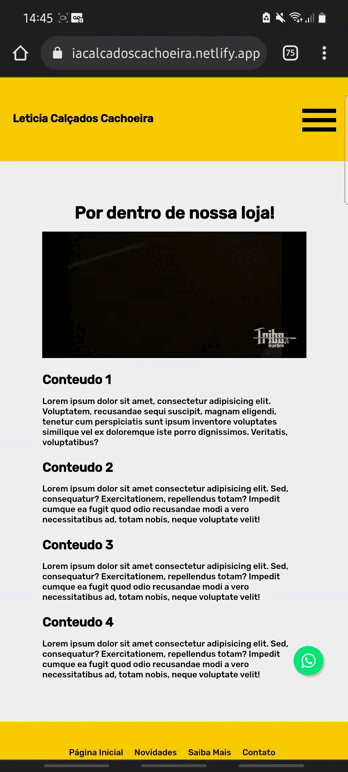 14:45
iacalcadoscachoeira.netlify.app
75
Leticia Calçados Cachoeira
Por dentro de nossa loja!
Tribo
Conteudo 1
Lorem ipsum dolor sit amet, consectetur adipisicing elit.
Voluptatem, recusandae sequi suscipit, magnam eligendi,
tenetur cum perspiciatis sunt ipsum inventore voluptates
similique vel ex doloremque iste porro dignissimos. Veritatis,
voluptatibus?
Conteudo 2
Lorem ipsum dolor sit amet consectetur adipisicing elit. Sed,
consequatur? Exercitationem, repellendus totam? Impedit
cumque ea fugit quod odio recusandae modi a vero
necessitatibus ad, totam nobis, neque voluptate velit!
Conteudo 3
Lorem ipsum dolor sit amet consectetur adipisicing elit. Sed,
consequatur? Exercitationem, repellendus totam? Impedit
cumque ea fugit quod odio recusandae modi a vero
necessitatibus ad, totam nobis, neque voluptate velit!
Conteudo 4
Lorem ipsum dolor sit amet consectetur adipisicing elit. Sed,
consequatur? Exercitationem, repellendus totam? Impedit
cumque ea fugit quod odio recusandae modi a vero
necessitatibus ad, totam nobis, neque voluptate velit!
Página Inicial Novidades Saiba Mais Contato